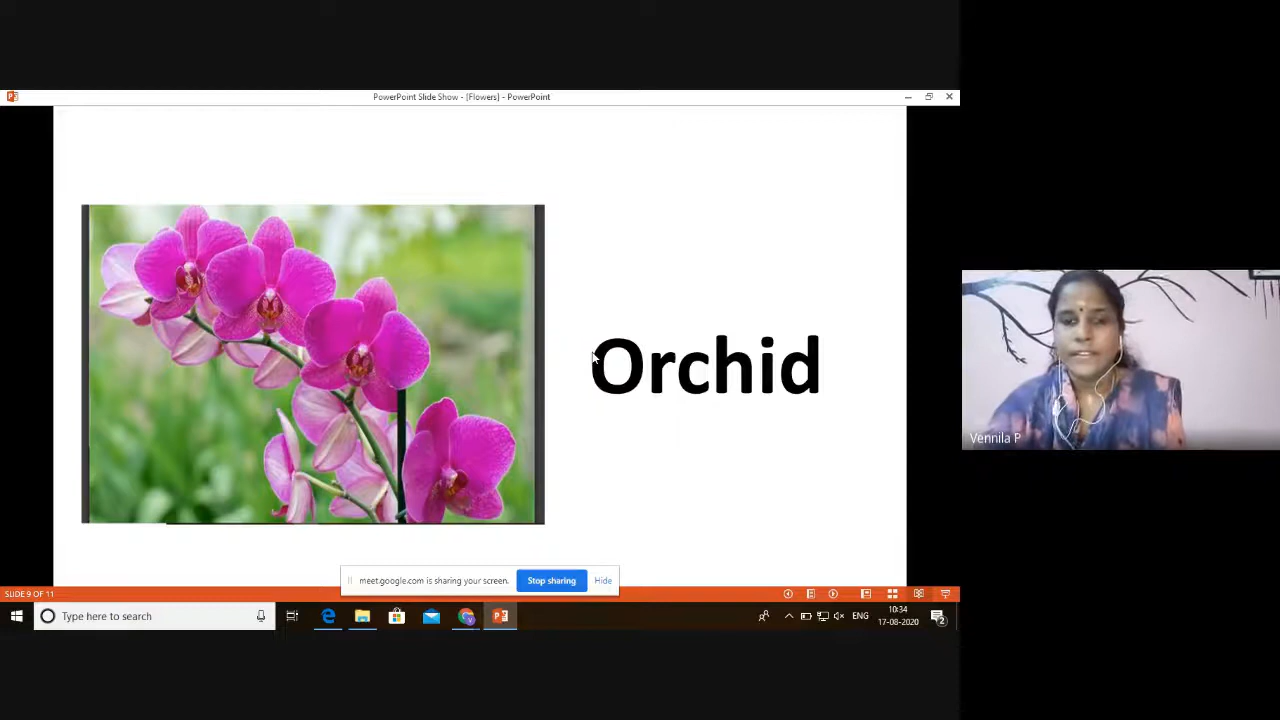 PowerPoint Slide Show - [Flowers] - PowerPoint
Orchid
Vennila P
meet.google.com is sharing your screen.
Stop sharing
Hide
SLIDE 9 OF 11
Type here to search
ENG
10:34
17-08-2020
2